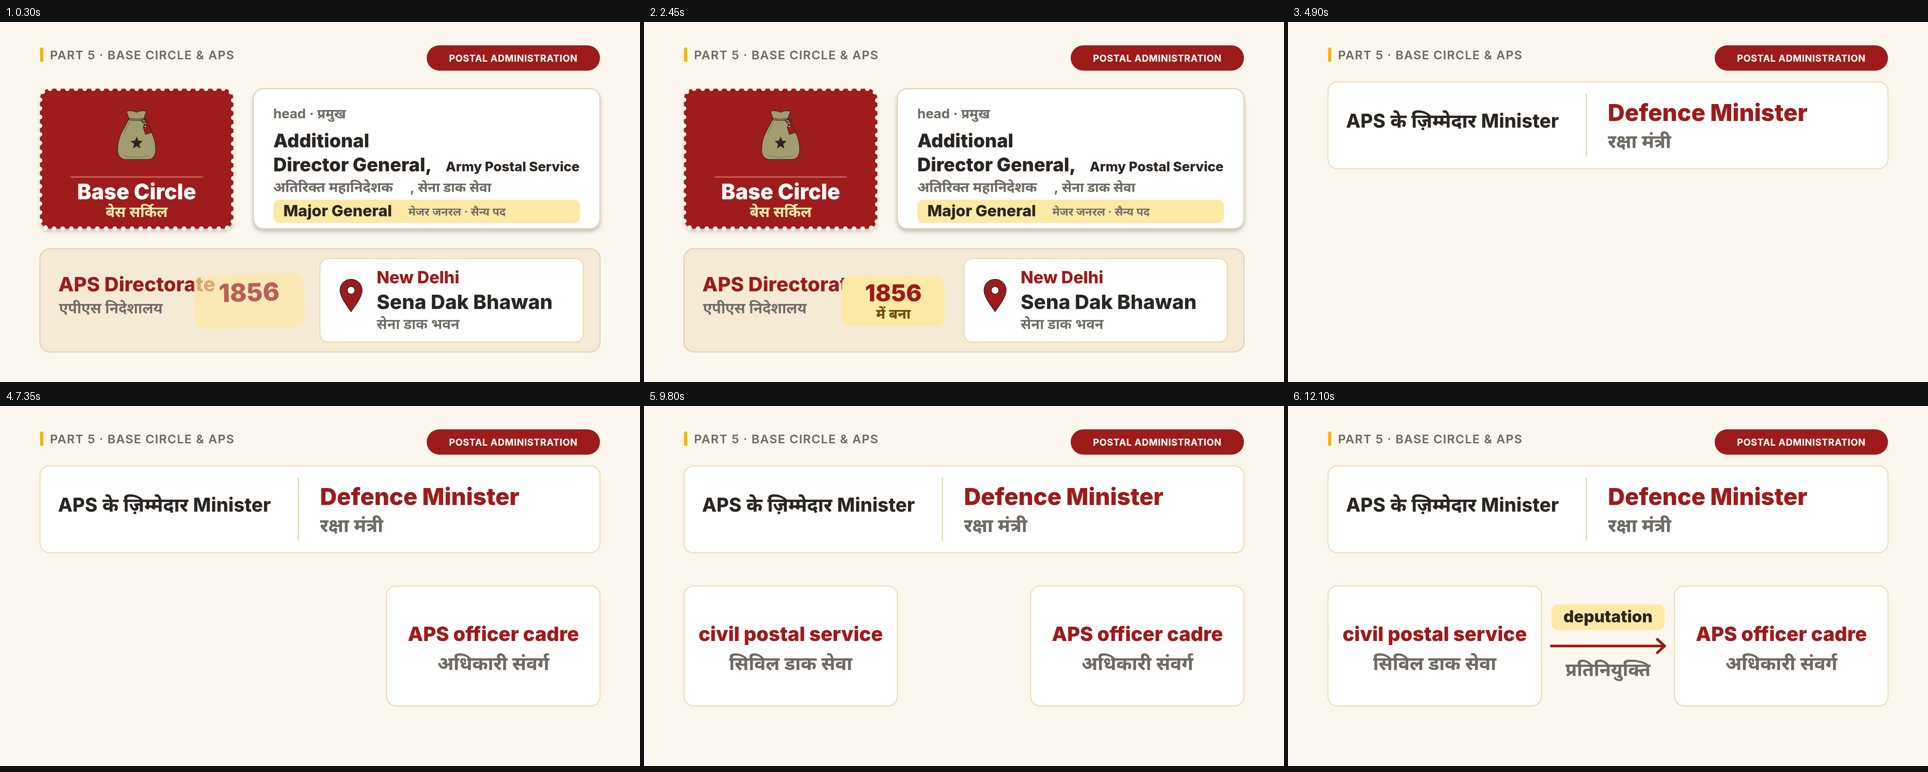 1. 0.30s
PART 5 · BASE CIRCLE & APS
POSTAL ADMINISTRATION
Base Circle
बेस सर्किल
head · प्रमुख
Additional
Director General, Army Postal Service
अतिरिक्त महानिदेशक , सेना डाक सेवा
Major General मेजर जनरल · सैन्य पद
APS Directorate
एपीएस निदेशालय
1856
New Delhi
Sena Dak Bhawan
सेना डाक भवन
2. 2.45s
PART 5 · BASE CIRCLE & APS
POSTAL ADMINISTRATION
Base Circle
बेस सर्किल
head · प्रमुख
Additional
Director General, Army Postal Service
अतिरिक्त महानिदेशक , सेना डाक सेवा
Major General मेजर जनरल · सैन्य पद
APS Directorat
एपीएस निदेशालय
1856
में बना
New Delhi
Sena Dak Bhawan
सेना डाक भवन
3. 4.90s
PART 5 · BASE CIRCLE & APS
POSTAL ADMINISTRATION
APS के ज़िम्मेदार Minister
Defence Minister
रक्षा मंत्री
4. 7.35s
PART 5 · BASE CIRCLE & APS
POSTAL ADMINISTRATION
APS के ज़िम्मेदार Minister
Defence Minister
रक्षा मंत्री
APS officer cadre
अधिकारी संवर्ग
5. 9.80s
PART 5 · BASE CIRCLE & APS
POSTAL ADMINISTRATION
APS के ज़िम्मेदार Minister
Defence Minister
रक्षा मंत्री
civil postal service
सिविल डाक सेवा
APS officer cadre
अधिकारी संवर्ग
6. 12.10s
PART 5 · BASE CIRCLE & APS
POSTAL ADMINISTRATION
APS के ज़िम्मेदार Minister
Defence Minister
रक्षा मंत्री
civil postal service
सिविल डाक सेवा
deputation
प्रतिनियुक्ति
APS officer cadre
अधिकारी संवर्ग